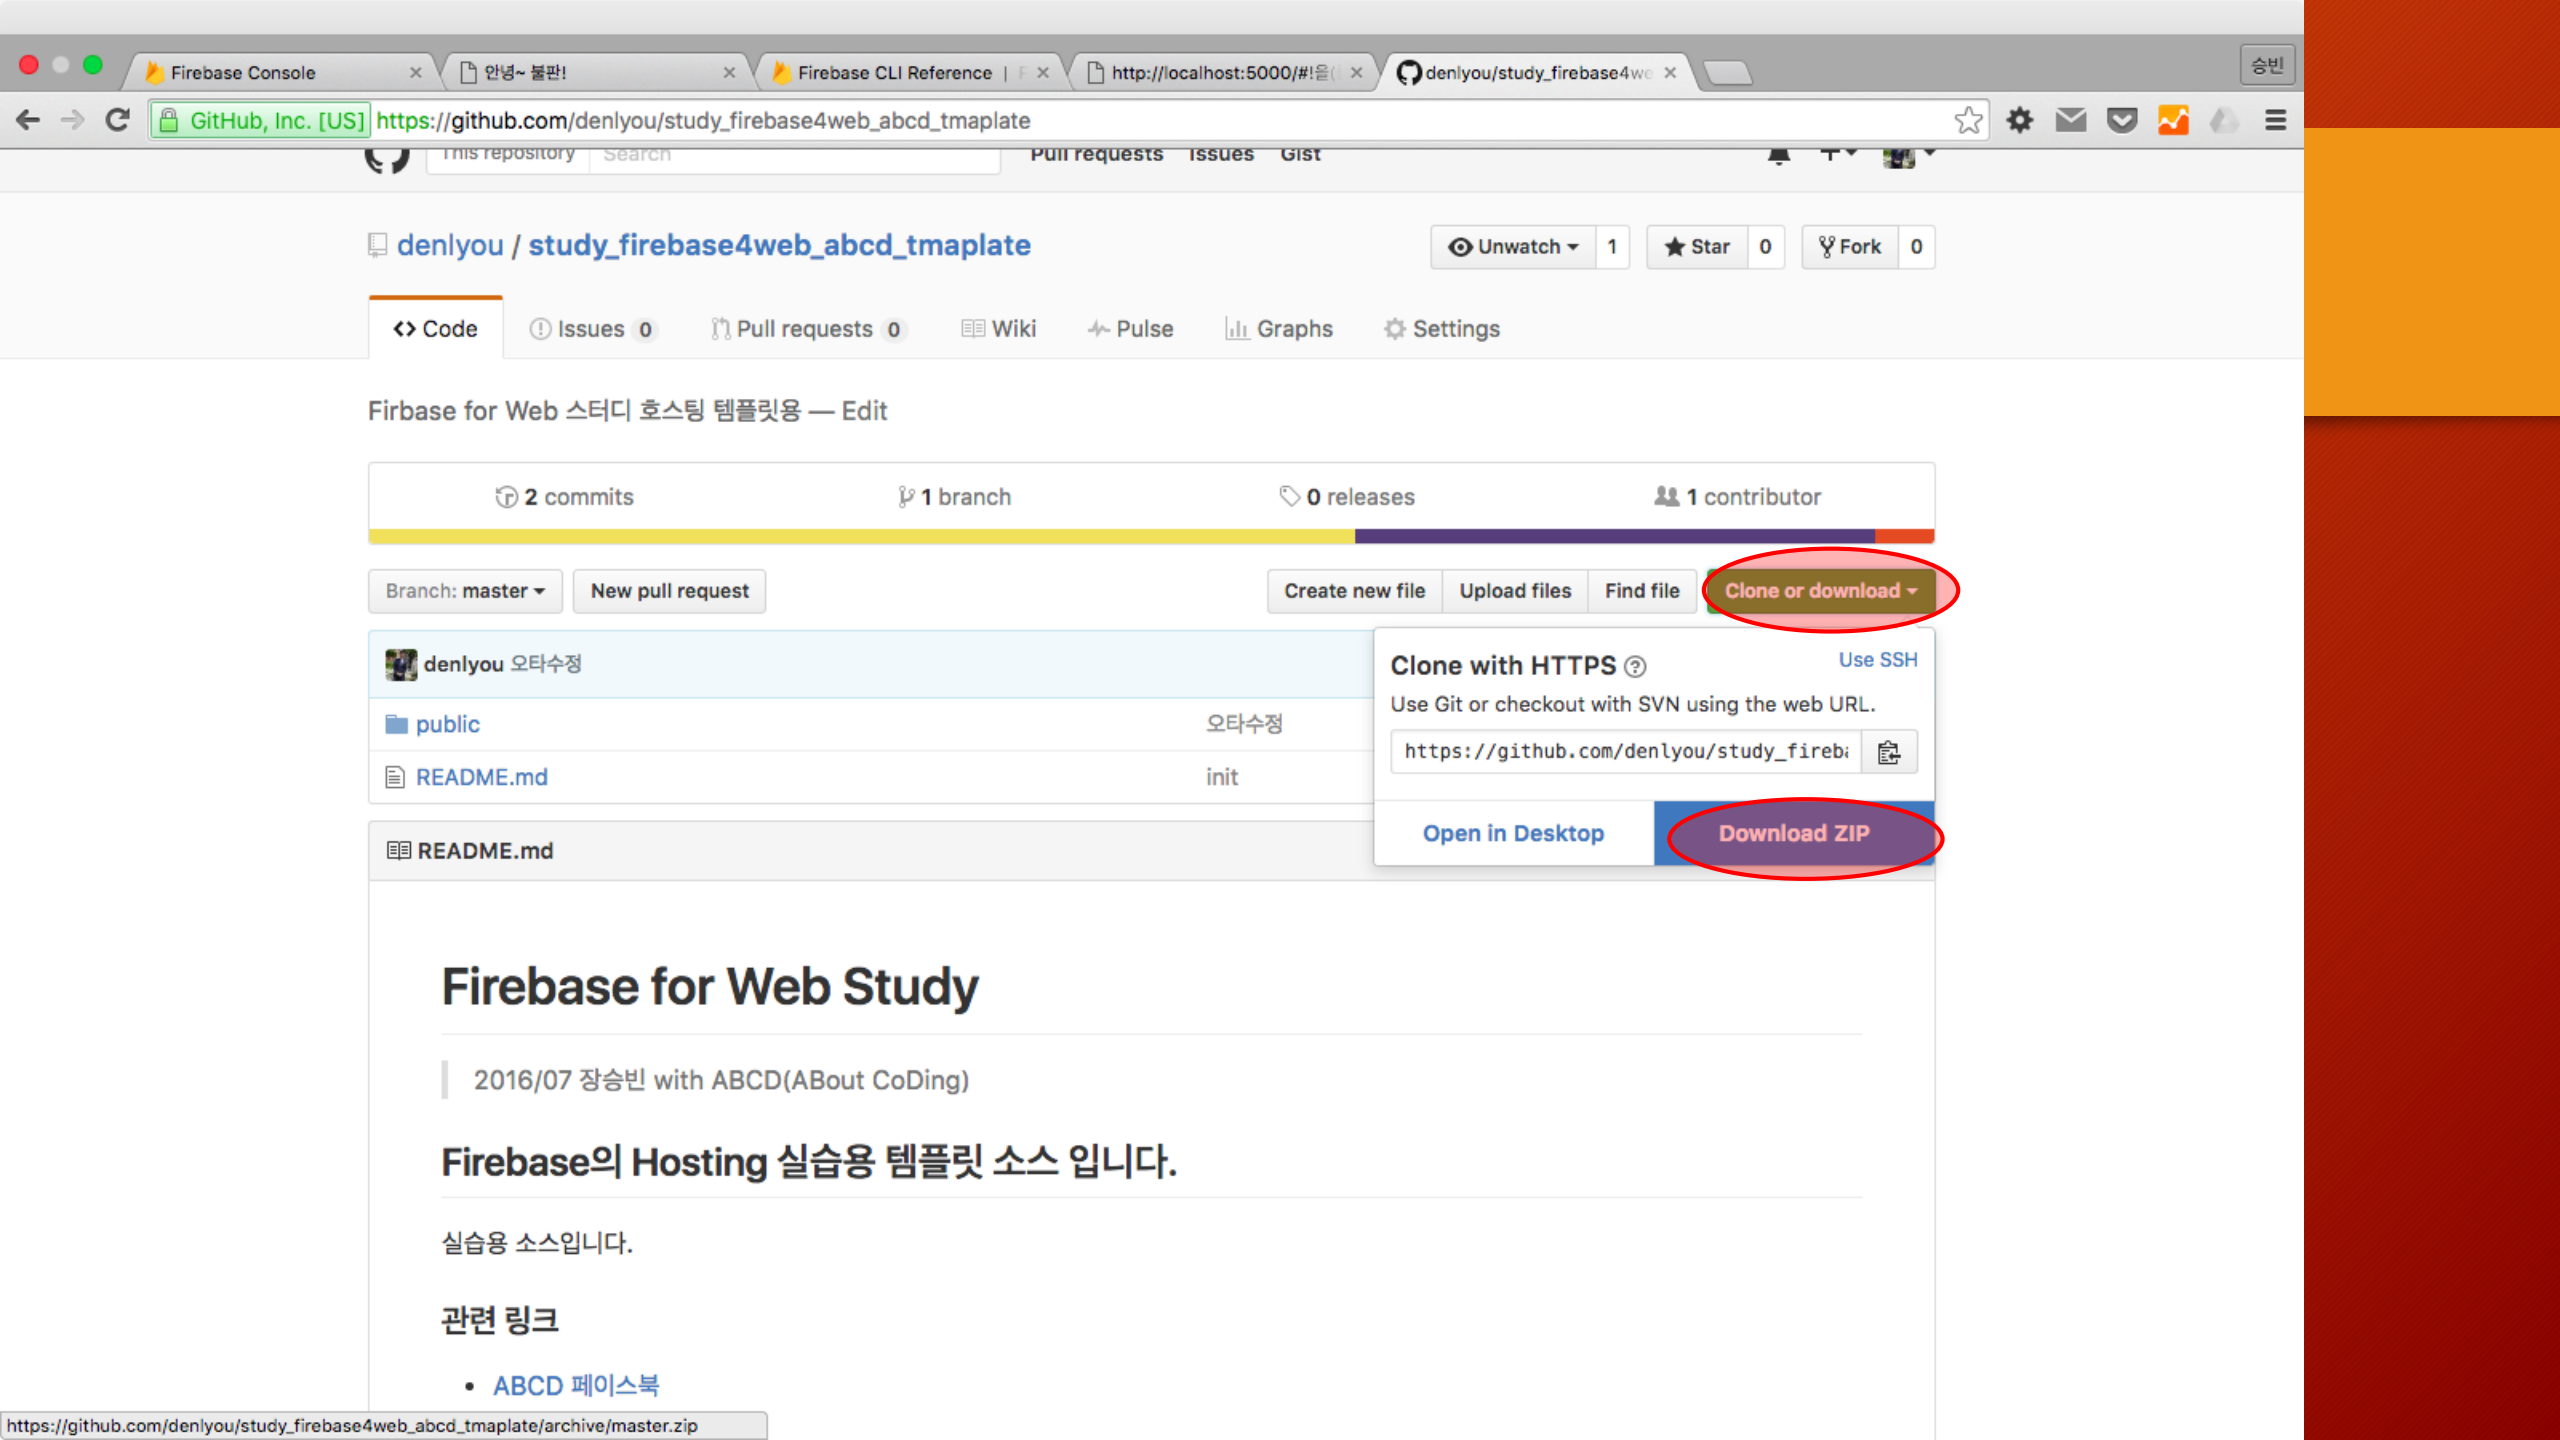 Firebase Console
안녕~ 불판!
Firebase CLI Reference |
http://localhost:5000/#!을(
denlyou/study_firebase4we
승빈
GitHub, Inc. [US] https://github.com/denlyou/study_firebase4web_abcd_tmaplate
This repository Search Pull requests Issues Gist
denlyou / study_firebase4web_abcd_tmaplate
Unwatch 1 Star 0 Fork 0
Code Issues 0 Pull requests 0 Wiki Pulse Graphs Settings
Firbase for Web 스터디 호스팅 템플릿용 — Edit
2 commits 1 branch 0 releases 1 contributor
Branch: master New pull request Create new file Upload files Find file Clone or download
denlyou 오타수정
public 오타수정
README.md init
Clone with HTTPS Use SSH
Use Git or checkout with SVN using the web URL.
https://github.com/denlyou/study_fireba
Open in Desktop Download ZIP
README.md
Firebase for Web Study
2016/07 장승빈 with ABCD(ABout CoDing)
Firebase의 Hosting 실습용 템플릿 소스 입니다.
실습용 소스입니다.
관련 링크
• ABCD 페이스북
https://github.com/denlyou/study_firebase4web_abcd_tmaplate/archive/master.zip